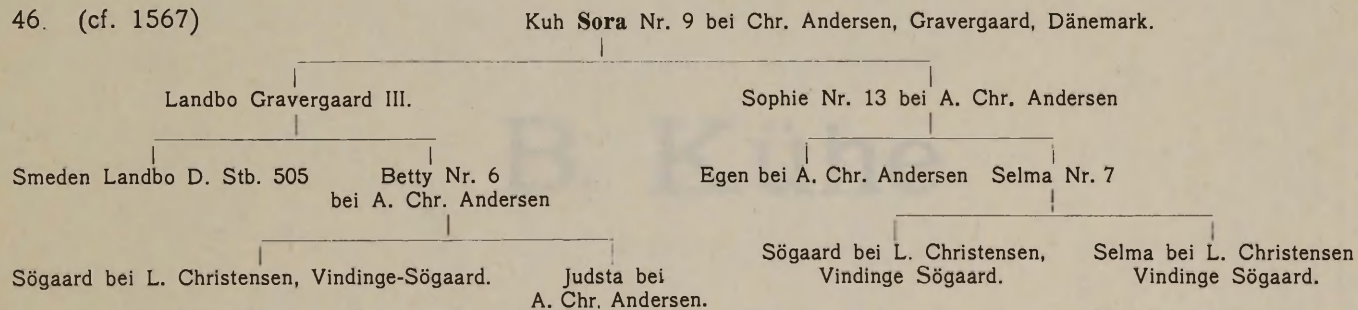 46. (cf. 1567)
Kuh Sora Nr. 9 bei Chr. Andersen, Gravergaard, Dänemark.
Landbo Gravergaard III.
Sophie Nr. 13 bei A. Chr. Andersen
Smeden Landbo D. Stb. 505
Betty Nr. 6
bei A. Chr. Andersen
Egen bei A. Chr. Andersen
Selma Nr. 7
Sögaard bei L. Christensen, Vindinge-Sögaard.
Judsta bei
A. Chr. Andersen.
Sögaard bei L. Christensen,
Vindinge Sögaard.
Selma bei L. Christensen
Vindinge Sögaard.
B. Kühe